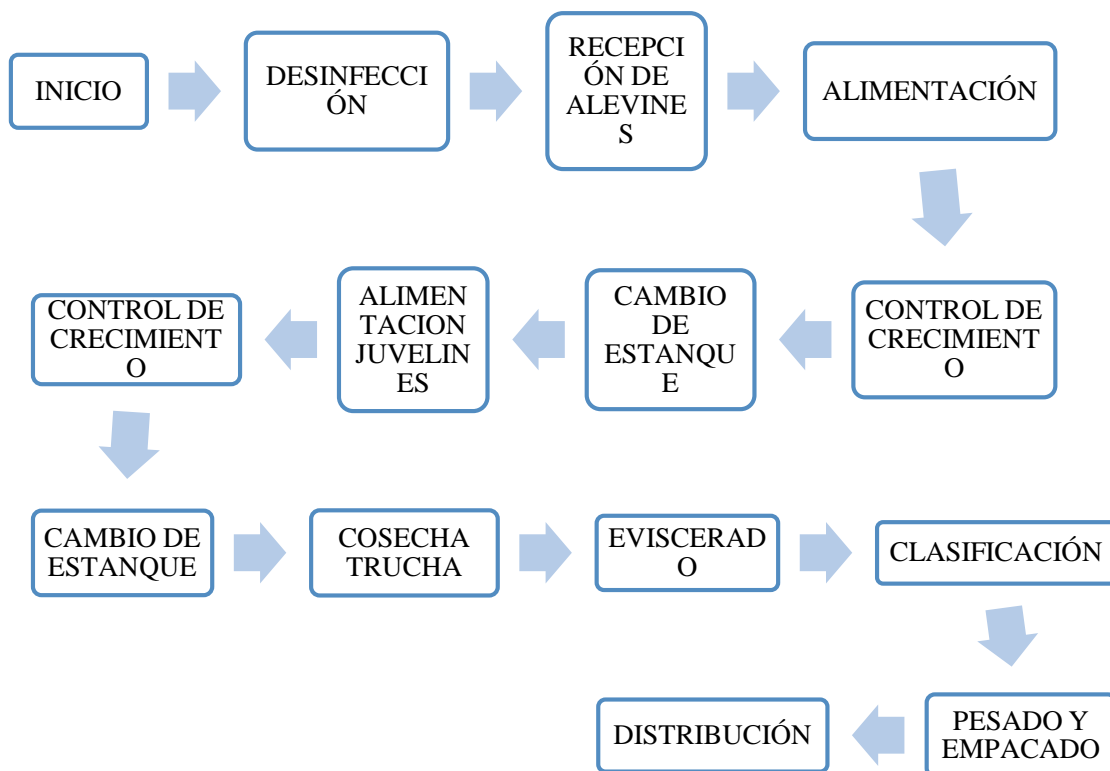 INICIO
DESINFECCI
ÓN
RECEPCI
ÓN DE
ALEVINE
S
ALIMENTACIÓN
CONTROL DE
CRECIMIENT
O
CAMBIO
DE
ESTANQU
E
ALIMEN
TACION
JUVELIN
ES
CONTROL DE
CRECIMIENT
O
CAMBIO DE
ESTANQUE
COSECHA
TRUCHA
EVISCERAD
O
CLASIFICACIÓN
PESADO Y
EMPACADO
DISTRIBUCIÓN